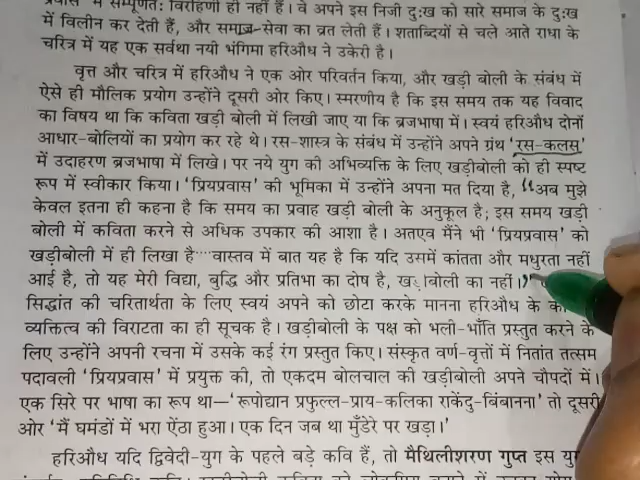 प्रवास' में सम्पूर्णतः विरहिणी ही नहीं हैं। वे अपने इस निजी दुःख को सारे समाज के दुःख
में विलीन कर देती हैं, और समाज-सेवा का व्रत लेती हैं। शताब्दियों से चले आते राधा के
चरित्र में यह एक सर्वथा नयी भंगिमा हरिऔध ने उकेरी है।
वृत्त और चरित्र में हरिऔध ने एक ओर परिवर्तन किया, और खड़ी बोली के संबंध में
ऐसे ही मौलिक प्रयोग उन्होंने दूसरी ओर किए। स्मरणीय है कि इस समय तक यह विवाद
का विषय था कि कविता खड़ी बोली में लिखी जाए या कि ब्रजभाषा में। स्वयं हरिऔध दोनों
आधार-बोलियों का प्रयोग कर रहे थे। रस-शास्त्र के संबंध में उन्होंने अपने ग्रंथ 'रस-कलस'
में उदाहरण ब्रजभाषा में लिखे। पर नये युग की अभिव्यक्ति के लिए खड़ीबोली को ही स्पष्ट
रूप में स्वीकार किया। 'प्रियप्रवास' की भूमिका में उन्होंने अपना मत दिया है, "अब मुझे
केवल इतना ही कहना है कि समय का प्रवाह खड़ी बोली के अनुकूल है; इस समय खड़ी
बोली में कविता करने से अधिक उपकार की आशा है। अतएव मैंने भी 'प्रियप्रवास' को
खड़ीबोली में ही लिखा है····वास्तव में बात यह है कि यदि उसमें कांतता और मधुरता नहीं
आई है, तो यह मेरी विद्या, बुद्धि और प्रतिभा का दोष है, खड़ीबोली का नहीं।"
सिद्धांत की चरितार्थता के लिए स्वयं अपने को छोटा करके मानना हरिऔध के
व्यक्तित्व की विराटता का ही सूचक है। खड़ीबोली के पक्ष को भली-भाँति प्रस्तुत करने के
लिए उन्होंने अपनी रचना में उसके कई रंग प्रस्तुत किए। संस्कृत वर्ण-वृत्तों में नितांत तत्सम
पदावली 'प्रियप्रवास' में प्रयुक्त की, तो एकदम बोलचाल की खड़ीबोली अपने चौपदों में।
एक सिरे पर भाषा का रूप था—'रूपोद्यान प्रफुल्ल-प्राय-कलिका राकेंदु-बिंबानना' तो दूसरी
ओर 'मैं घमंडों में भरा ऐंठा हुआ। एक दिन जब था मुँडेरे पर खड़ा।'
हरिऔध यदि द्विवेदी-युग के पहले बड़े कवि हैं, तो मैथिलीशरण गुप्त इस